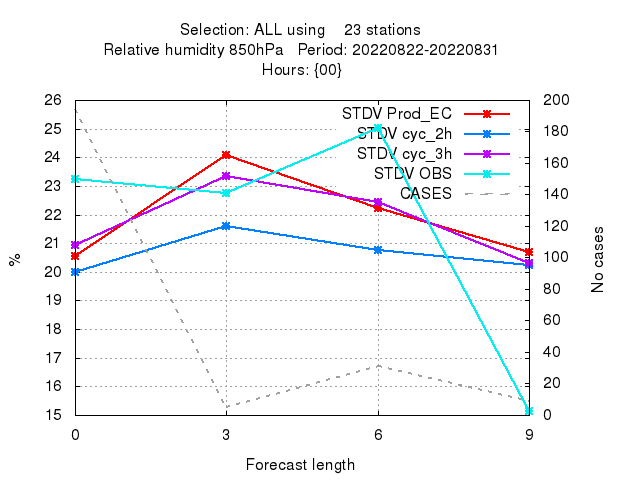 Selection: ALL using    23 stations
Relative humidity 850hPa   Period: 20220822-20220831
Hours: {00}
26
25
24
23
22
21
20
19
18
17
16
15
%
200
180
160
140
120
100
80
60
40
20
0
No cases
STDV Prod_EC
STDV cyc_2h
STDV cyc_3h
STDV OBS
CASES
0
3
6
9
Forecast length